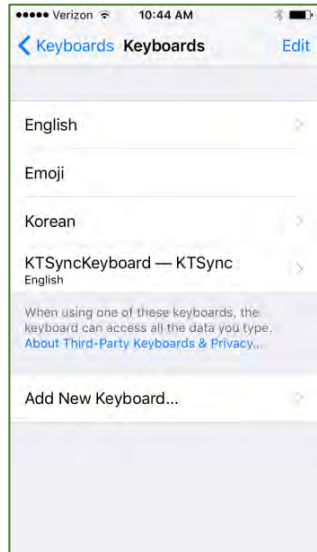 Verizon 10:44 AM
Keyboards Keyboards Edit
English
Emoji
Korean
KTSyncKeyboard — KTSync
English
When using one of these keyboards, the
keyboard can access all the data you type.
About Third-Party Keyboards & Privacy...
Add New Keyboard...